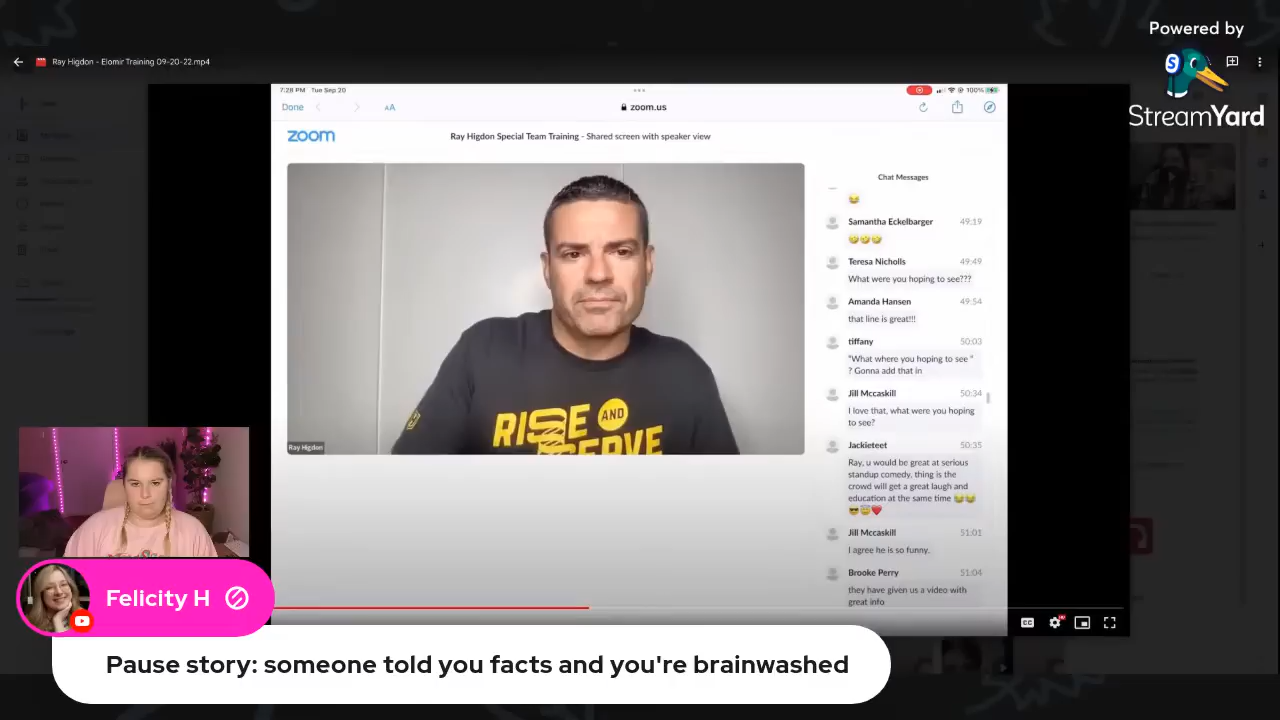 Powered by
StreamYard
Ray Higdon - Elomir Training 09-20-22.mp4
7:28 PM Tue Sep 20
100%
Done
AA
zoom.us
zoom
Ray Higdon Special Team Training - Shared screen with speaker view
Chat Messages
Samantha Eckelbarger 49:19
🤣🤣🤣
Teresa Nicholls 49:49
What were you hoping to see???
Amanda Hansen 49:54
that line is great!!!
tiffany 50:03
"What where you hoping to see "
? Gonna add that in
Jill Mccaskill 50:34
I love that, what were you hoping
to see?
Jackieteet 50:35
Ray, u would be great at serious
standup comedy, thing is the
crowd will get a great laugh and
education at the same time 😂😂
😎😇❤️
Jill Mccaskill 51:01
I agree he is so funny.
Brooke Perry 51:04
they have given us a video with
great info
RISE AND
SERVE
Ray Higdon
CC
Felicity H
Pause story: someone told you facts and you're brainwashed